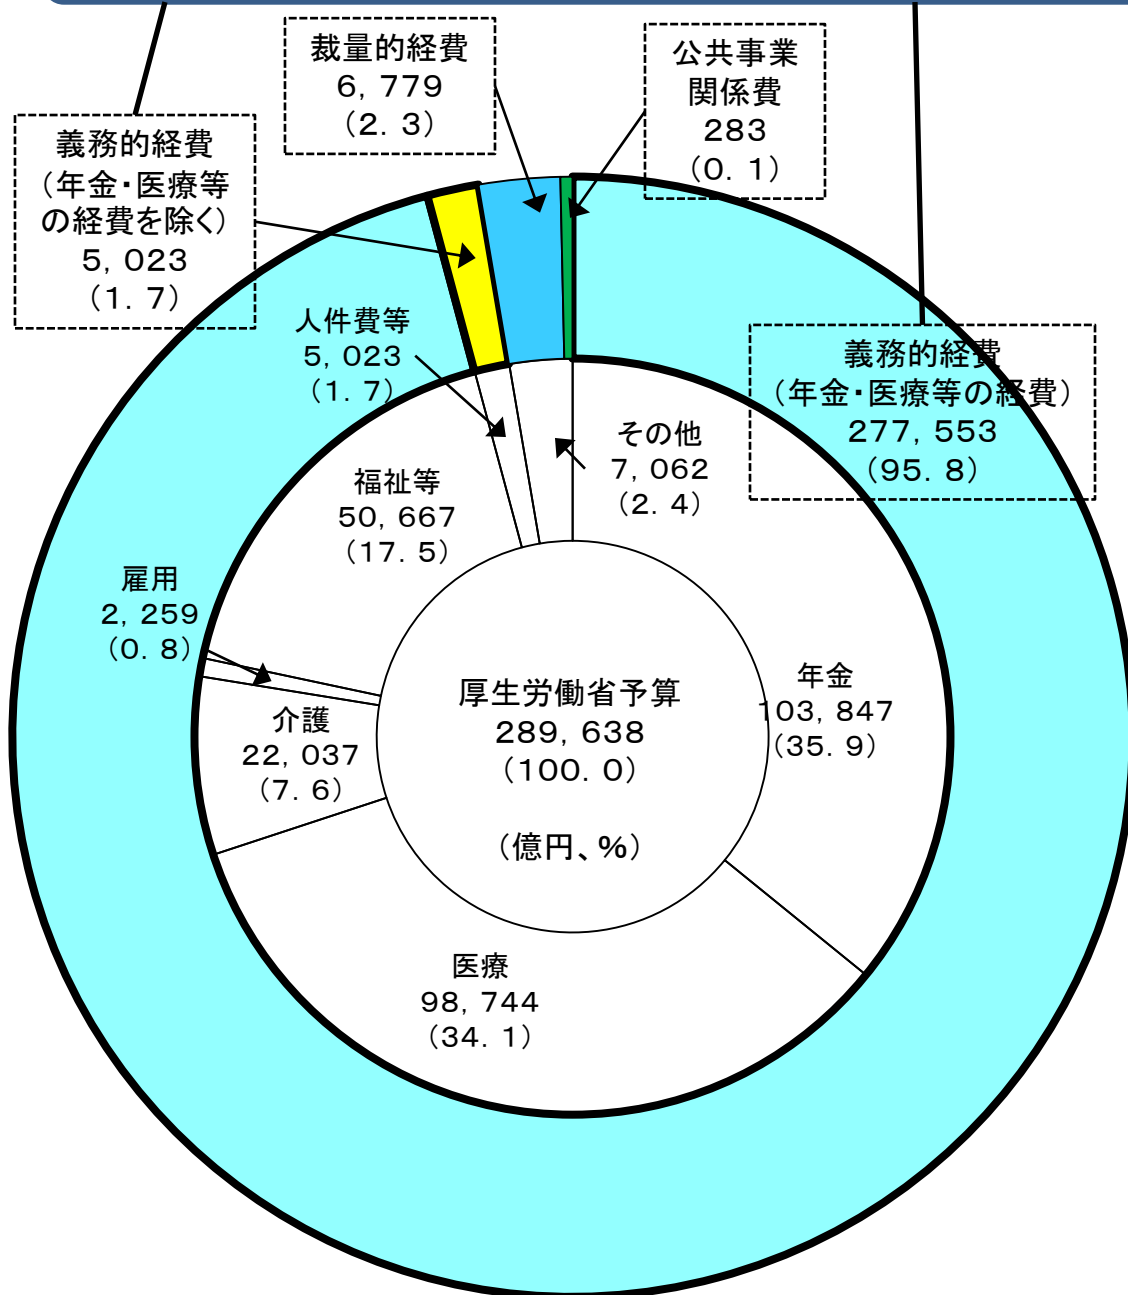 裁量的経費
6,779
(2.3)
公共事業
関係費
283
(0.1)
義務的経費
(年金・医療等
の経費を除く)
5,023
(1.7)
人件費等
5,023
(1.7)
義務的経費
(年金・医療等の経費)
277,553
(95.8)
その他
7,062
(2.4)
福祉等
50,667
(17.5)
雇用
2,259
(0.8)
年金
103,847
(35.9)
厚生労働省予算
289,638
(100.0)
(億円、%)
介護
22,037
(7.6)
医療
98,744
(34.1)